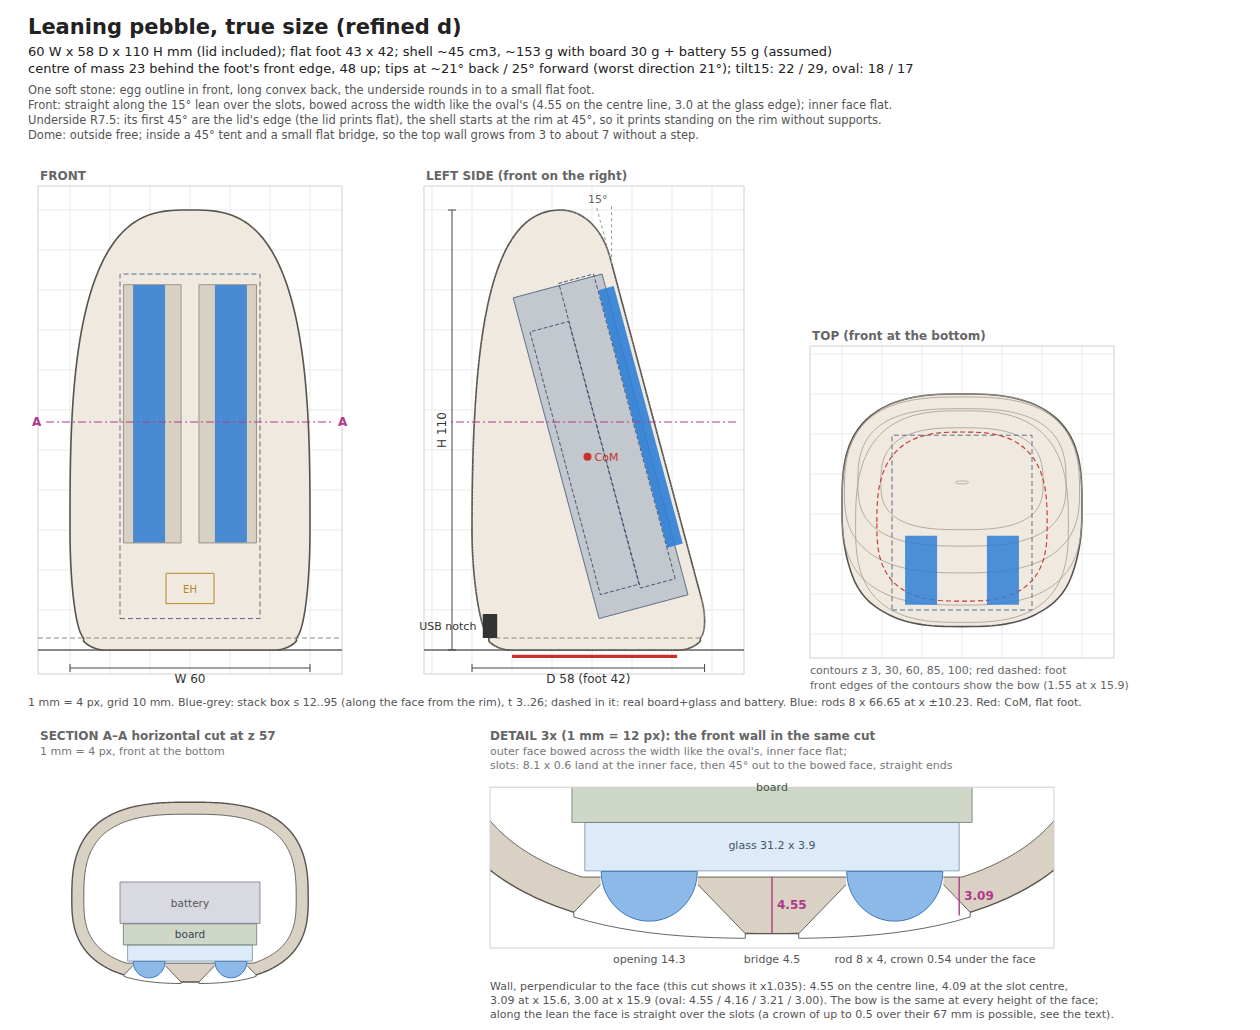 Leaning pebble, true size (refined d)
60 W x 58 D x 110 H mm (lid included); flat foot 43 x 42; shell ~45 cm3, ~153 g with board 30 g + battery 55 g (assumed)
centre of mass 23 behind the foot's front edge, 48 up; tips at ~21° back / 25° forward (worst direction 21°); tilt15: 22 / 29, oval: 18 / 17
One soft stone: egg outline in front, long convex back, the underside rounds in to a small flat foot.
Front: straight along the 15° lean over the slots, bowed across the width like the oval's (4.55 on the centre line, 3.0 at the glass edge); inner face flat.
Underside R7.5: its first 45° are the lid's edge (the lid prints flat), the shell starts at the rim at 45°, so it prints standing on the rim without supports.
Dome: outside free; inside a 45° tent and a small flat bridge, so the top wall grows from 3 to about 7 without a step.
FRONT
A
A
EH
W 60
LEFT SIDE (front on the right)
15°
H 110
CoM
USB notch
D 58 (foot 42)
TOP (front at the bottom)
contours z 3, 30, 60, 85, 100; red dashed: foot
front edges of the contours show the bow (1.55 at x 15.9)
1 mm = 4 px, grid 10 mm. Blue-grey: stack box s 12..95 (along the face from the rim), t 3..26; dashed in it: real board+glass and battery. Blue: rods 8 x 66.65 at x ±10.23. Red: CoM, flat foot.
SECTION A–A horizontal cut at z 57
1 mm = 4 px, front at the bottom
battery
board
DETAIL 3x (1 mm = 12 px): the front wall in the same cut
outer face bowed across the width like the oval's, inner face flat;
slots: 8.1 x 0.6 land at the inner face, then 45° out to the bowed face, straight ends
board
glass 31.2 x 3.9
4.55
3.09
opening 14.3
bridge 4.5
rod 8 x 4, crown 0.54 under the face
Wall, perpendicular to the face (this cut shows it x1.035): 4.55 on the centre line, 4.09 at the slot centre,
3.09 at x 15.6, 3.00 at x 15.9 (oval: 4.55 / 4.16 / 3.21 / 3.00). The bow is the same at every height of the face;
along the lean the face is straight over the slots (a crown of up to 0.5 over their 67 mm is possible, see the text).